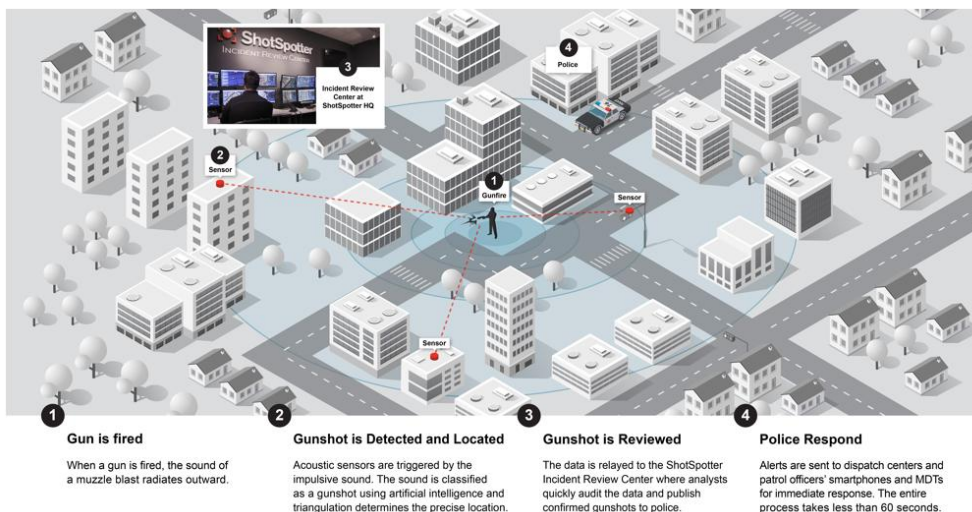 ShotSpotter
INCIDENT REVIEW CENTER
3
Incident Review
Center at
ShotSpotter HQ
4
Police
2
Sensor
1
Gunfire
Sensor
Sensor
1
Gun is fired
When a gun is fired, the sound of
a muzzle blast radiates outward.
2
Gunshot is Detected and Located
Acoustic sensors are triggered by the
impulsive sound. The sound is classified
as a gunshot using artificial intelligence and
triangulation determines the precise location.
3
Gunshot is Reviewed
The data is relayed to the ShotSpotter
Incident Review Center where analysts
quickly audit the data and publish
confirmed gunshots to police.
4
Police Respond
Alerts are sent to dispatch centers and
patrol officers’ smartphones and MDTs
for immediate response. The entire
process takes less than 60 seconds.